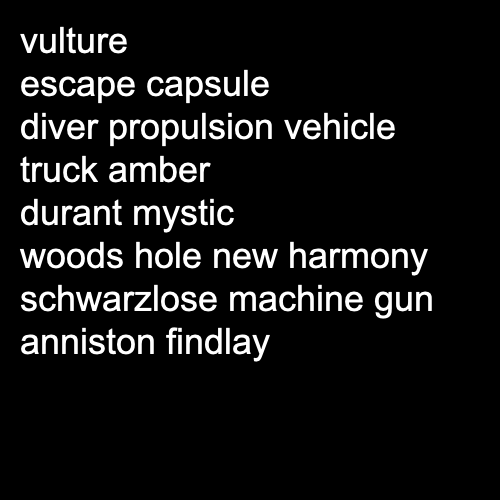 vulture
escape capsule
diver propulsion vehicle
truck amber
durant mystic
woods hole new harmony
schwarzlose machine gun
anniston findlay